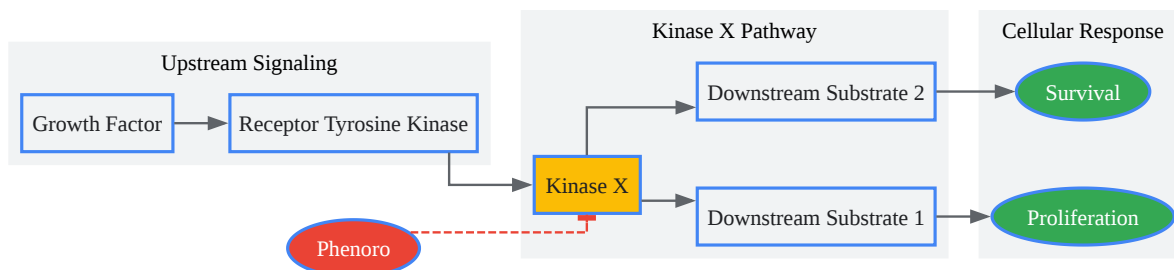 Upstream Signaling
Growth Factor
Receptor Tyrosine Kinase
Kinase X Pathway
Kinase X
Downstream Substrate 2
Downstream Substrate 1
Cellular Response
Survival
Proliferation
Phenoro